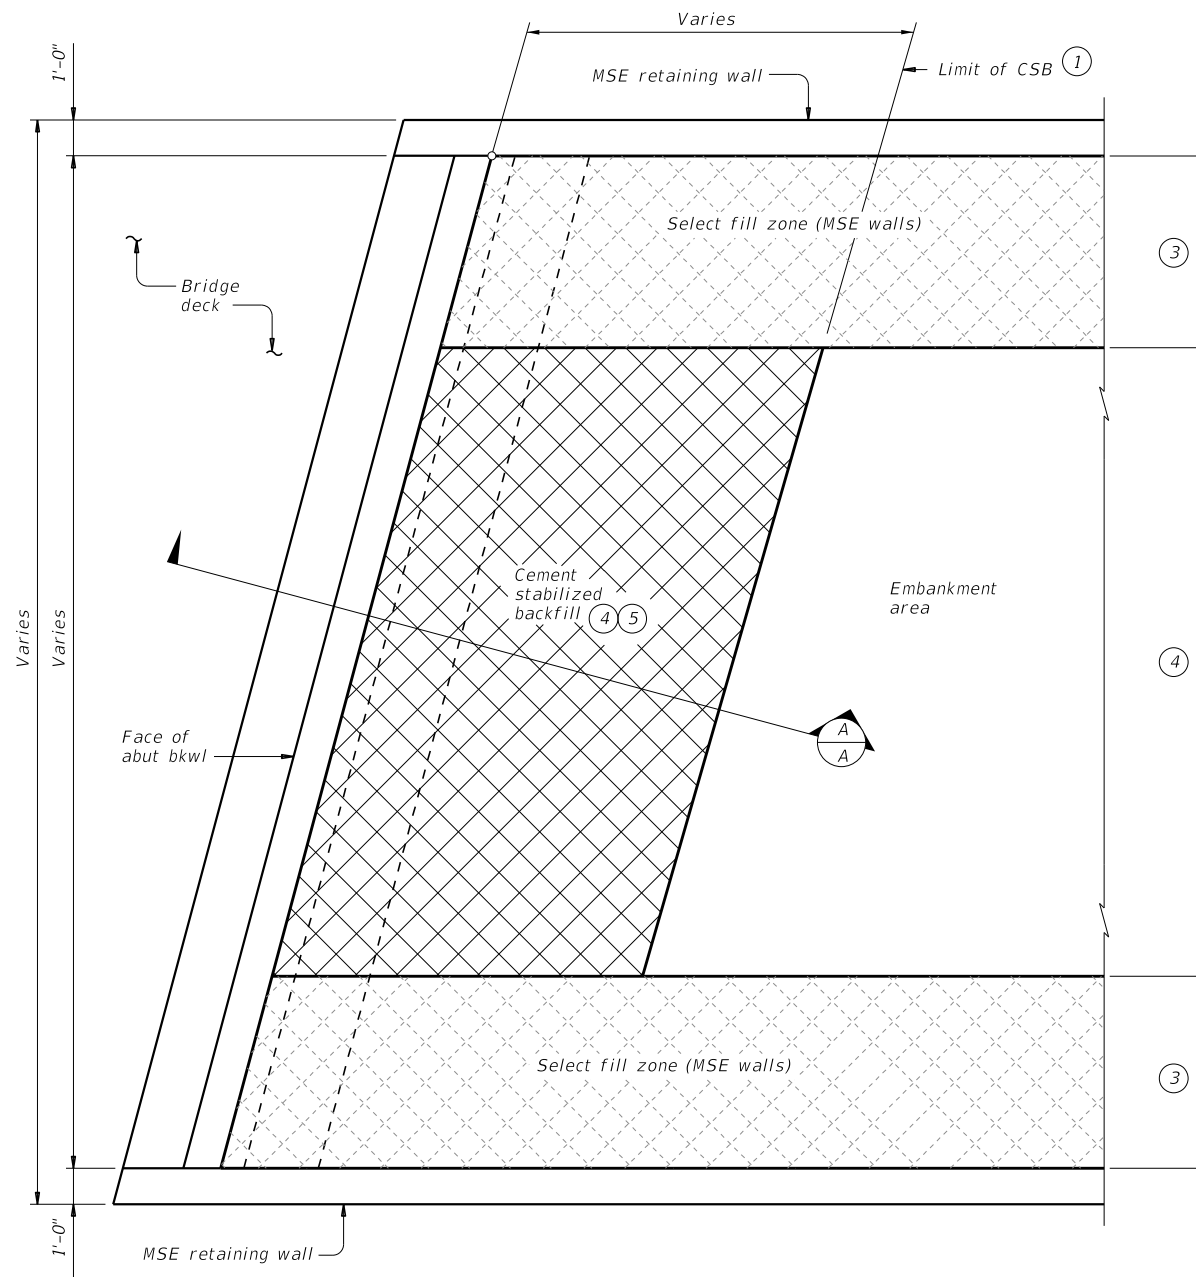 Varies
1'-0"
MSE retaining wall
Limit of CSB 1
Select fill zone (MSE walls)
3
Bridge
deck
Cement
stabilized
backfill 4 5
Embankment
area
Varies
Varies
4
Face of
abut bkwl
A
A
Select fill zone (MSE walls)
3
1'-0"
MSE retaining wall